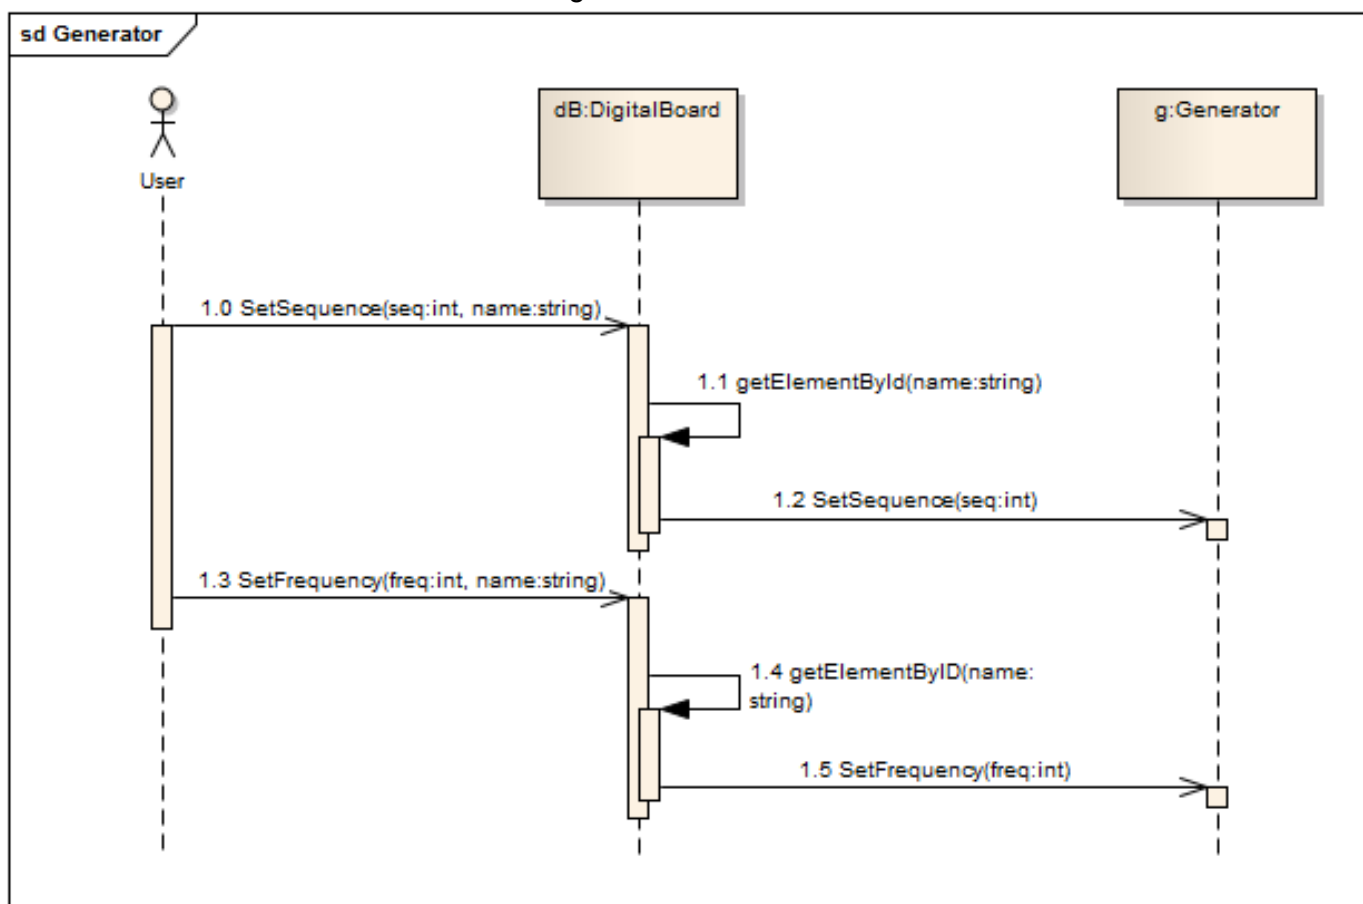 sd Generator
dB:DigitalBoard
g:Generator
User
1.0 SetSequence(seq:int, name:string)
1.1 getElementById(name:string)
1.2 SetSequence(seq:int)
1.3 SetFrequency(freq:int, name:string)
1.4 getElementByID(name:
string)
1.5 SetFrequency(freq:int)